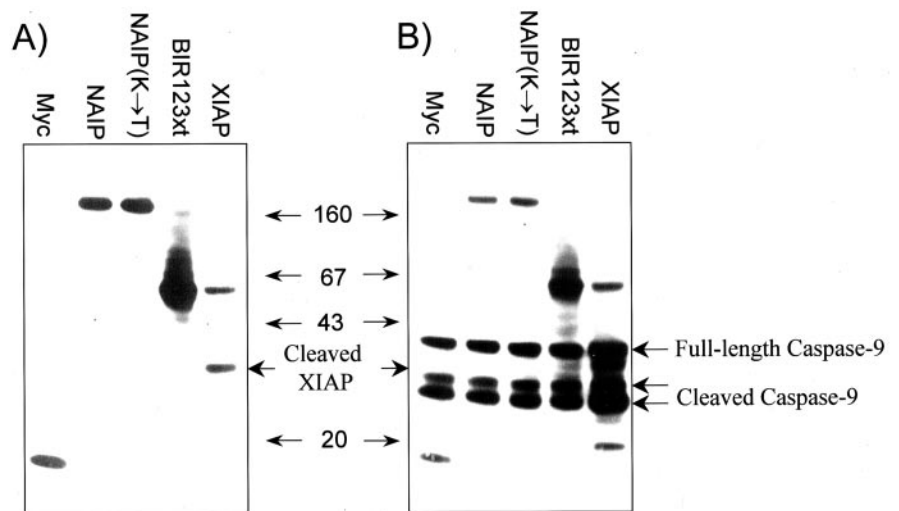 A)
Myc
NAIP
NAIP(K→T)
BIR123xt
XIAP
B)
Myc
NAIP
NAIP(K→T)
BIR123xt
XIAP
160
67
43
Cleaved
XIAP
20
Full-length Caspase-9
Cleaved Caspase-9